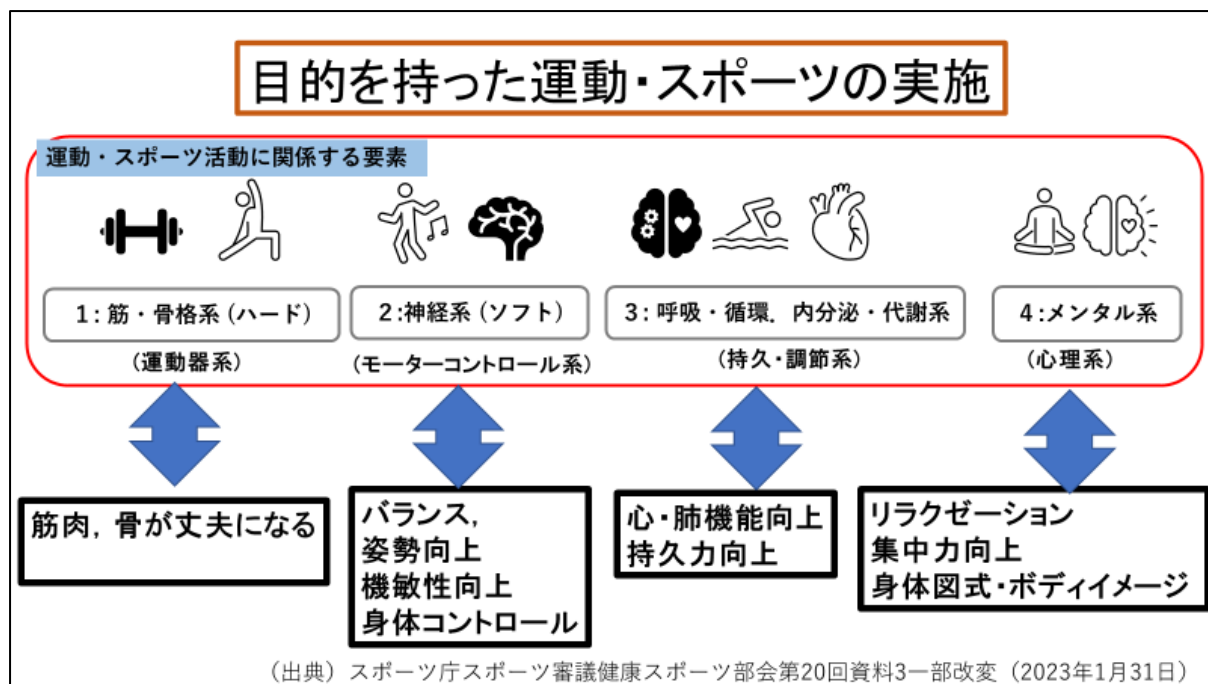 目的を持った運動・スポーツの実施
運動・スポーツ活動に関係する要素
1:筋・骨格系(ハード)
(運動器系)
2:神経系(ソフト)
(モーターコントロール系)
3:呼吸・循環．内分泌・代謝系
(持久・調節系)
4:メンタル系
(心理系)
筋肉，骨が丈夫になる
バランス，
姿勢向上
機敏性向上
身体コントロール
心・肺機能向上
持久力向上
リラクゼーション
集中力向上
身体図式・ボディイメージ
（出典）スポーツ庁スポーツ審議健康スポーツ部会第20回資料3一部改変（2023年1月31日）